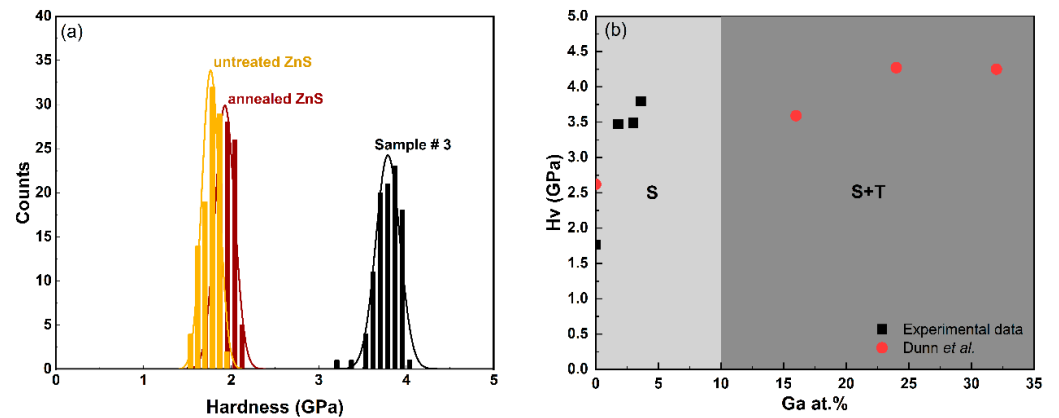 (a)
untreated ZnS
annealed ZnS
Sample # 3
Counts
40
35
30
25
20
15
10
5
0
0 1 2 3 4 5
Hardness (GPa)
(b)
S
S+T
Experimental data
Dunn et al.
Hv (GPa)
5.0
4.5
4.0
3.5
3.0
2.5
2.0
1.5
1.0
0.5
0.0
0 5 10 15 20 25 30 35
Ga at.%